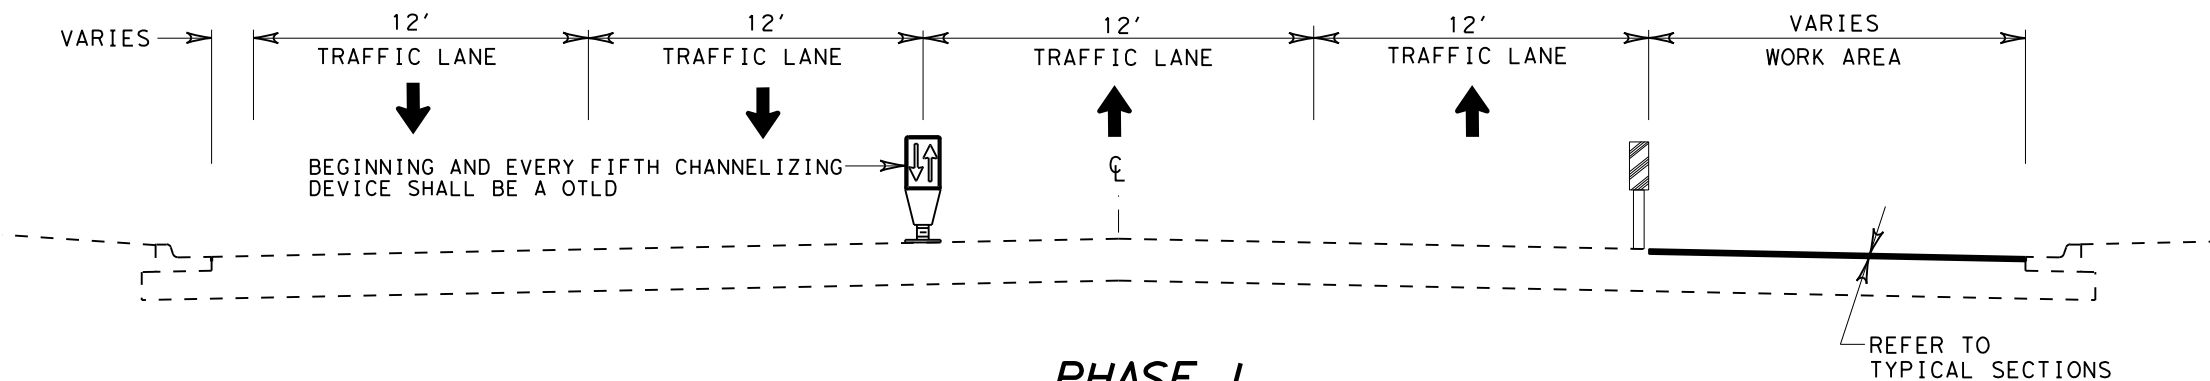 VARIES
12'
TRAFFIC LANE
12'
TRAFFIC LANE
12'
TRAFFIC LANE
12'
TRAFFIC LANE
VARIES
WORK AREA
BEGINNING AND EVERY FIFTH CHANNELIZING
DEVICE SHALL BE A OTLD
℄
REFER TO
TYPICAL SECTIONS
PHASE I